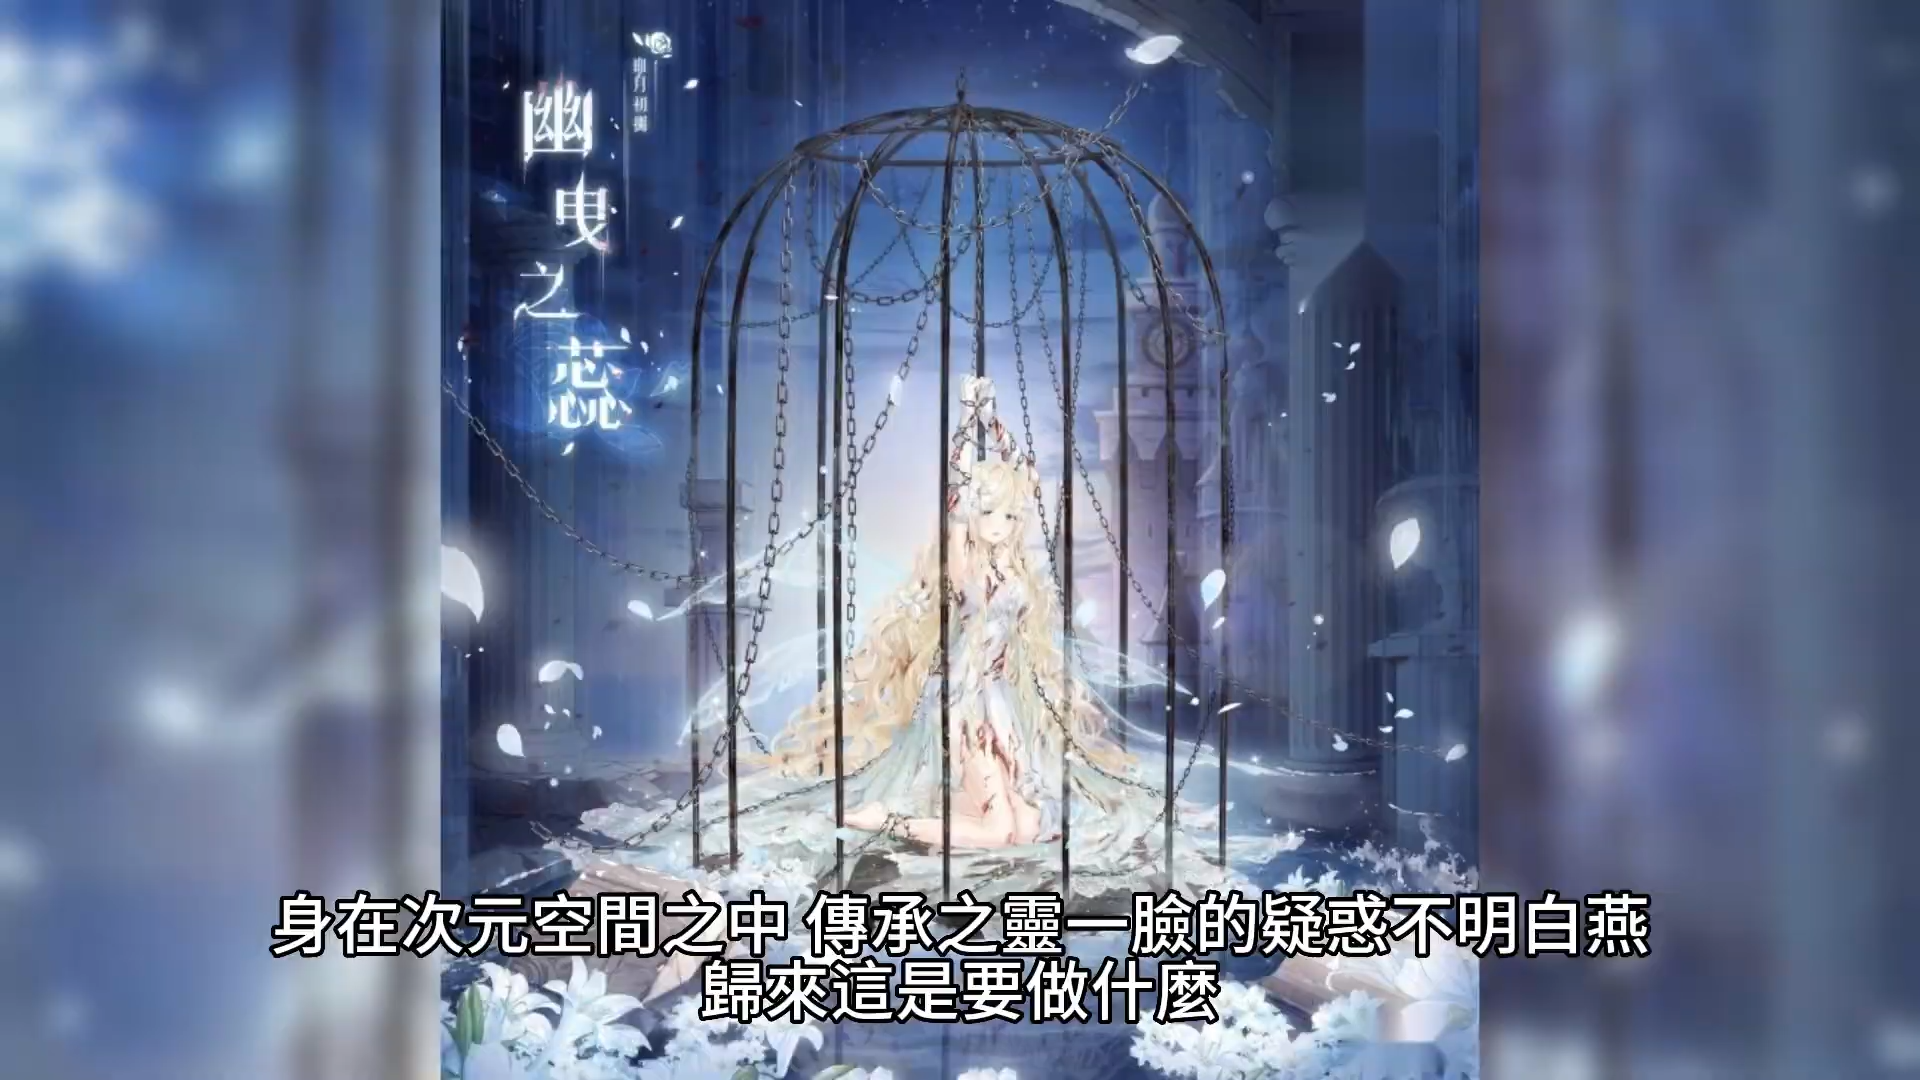 幽曳之蕊
身在次元空間之中 傳承之靈一臉的疑惑不明白燕
歸來這是要做什麼